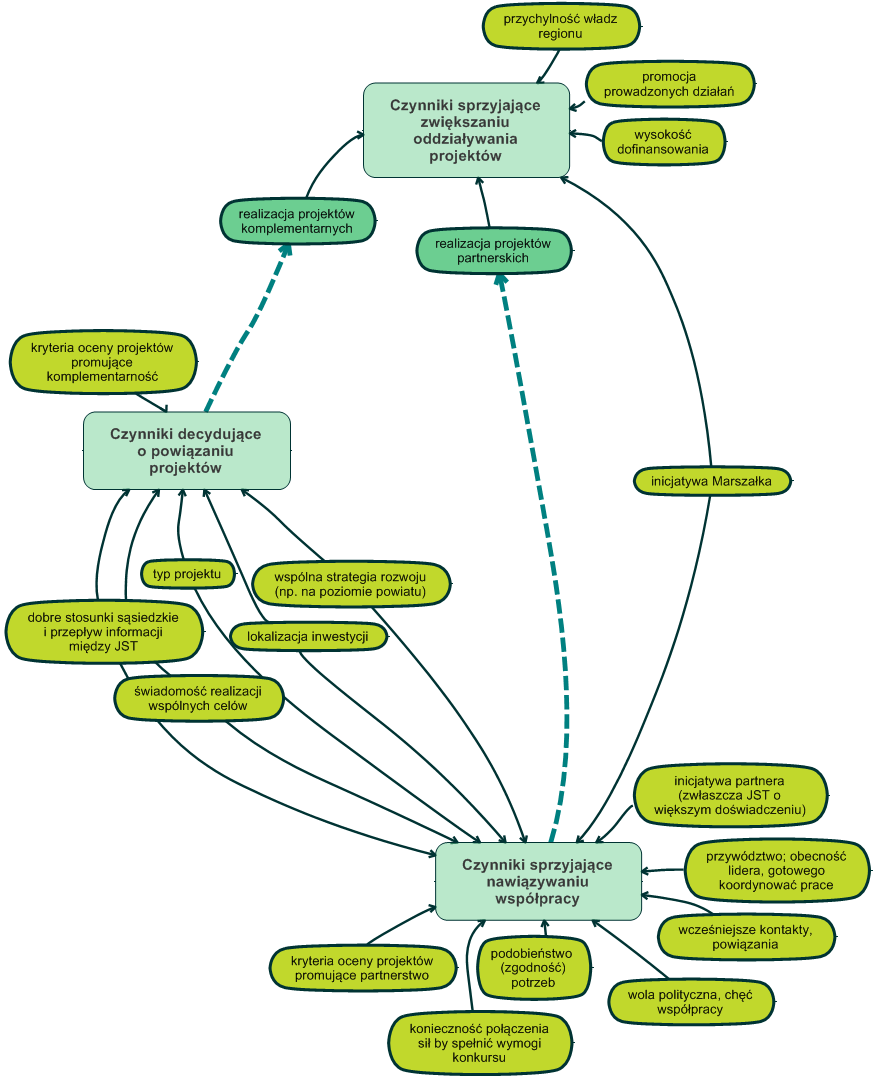 przychylność władz
regionu
promocja
prowadzonych działań
Czynniki sprzyjające
zwiększaniu
oddziaływania
projektów
wysokość
dofinansowania
realizacja projektów
komplementarnych
realizacja projektów
partnerskich
kryteria oceny projektów
promujące
komplementarność
Czynniki decydujące
o powiązaniu
projektów
inicjatywa Marszałka
typ projektu
wspólna strategia rozwoju
(np. na poziomie powiatu)
dobre stosunki sąsiedzkie
i przepływ informacji
między JST
lokalizacja inwestycji
świadomość realizacji
wspólnych celów
inicjatywa partnera
(zwłaszcza JST o
większym doświadczeniu)
Czynniki sprzyjające
nawiązywaniu
współpracy
przywództwo; obecność
lidera, gotowego
koordynować prace
wcześniejsze kontakty,
powiązania
kryteria oceny projektów
promujące partnerstwo
podobieństwo
(zgodność)
potrzeb
wola polityczna, chęć
współpracy
konieczność połączenia
sił by spełnić wymogi
konkursu